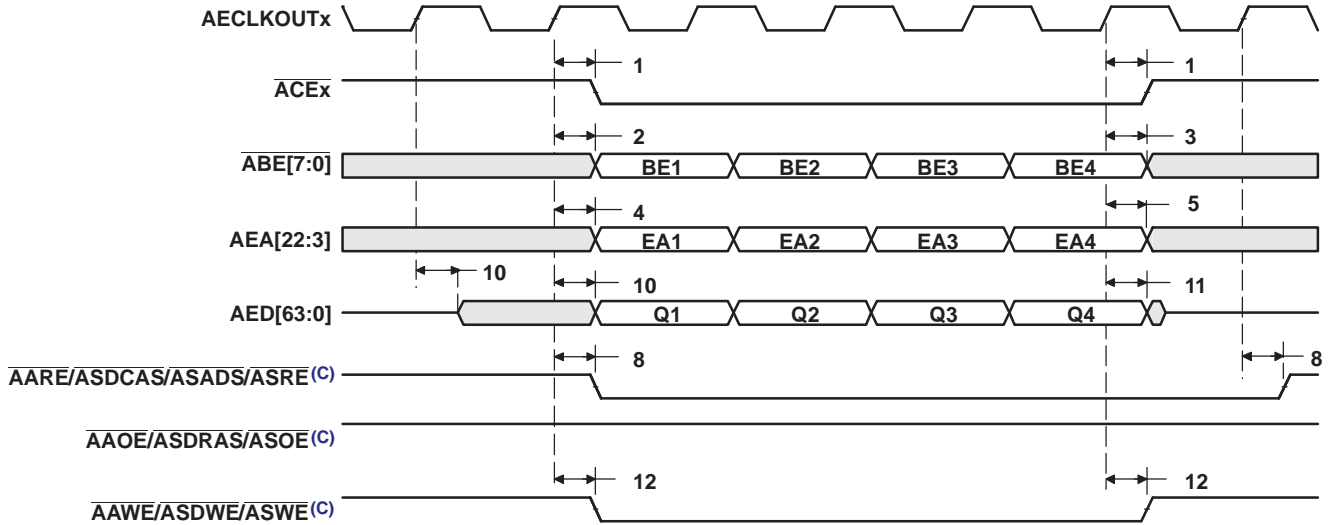 AECLKOUTx
1 1
ACEx
2 3
ABE[7:0] BE1 BE2 BE3 BE4
4 5
AEA[22:3] EA1 EA2 EA3 EA4
10 10 11
AED[63:0] Q1 Q2 Q3 Q4
8 8
AARE/ASDCAS/ASADS/ASRE(C)
AAOE/ASDRAS/ASOE(C)
12 12
AAWE/ASDWE/ASWE(C)